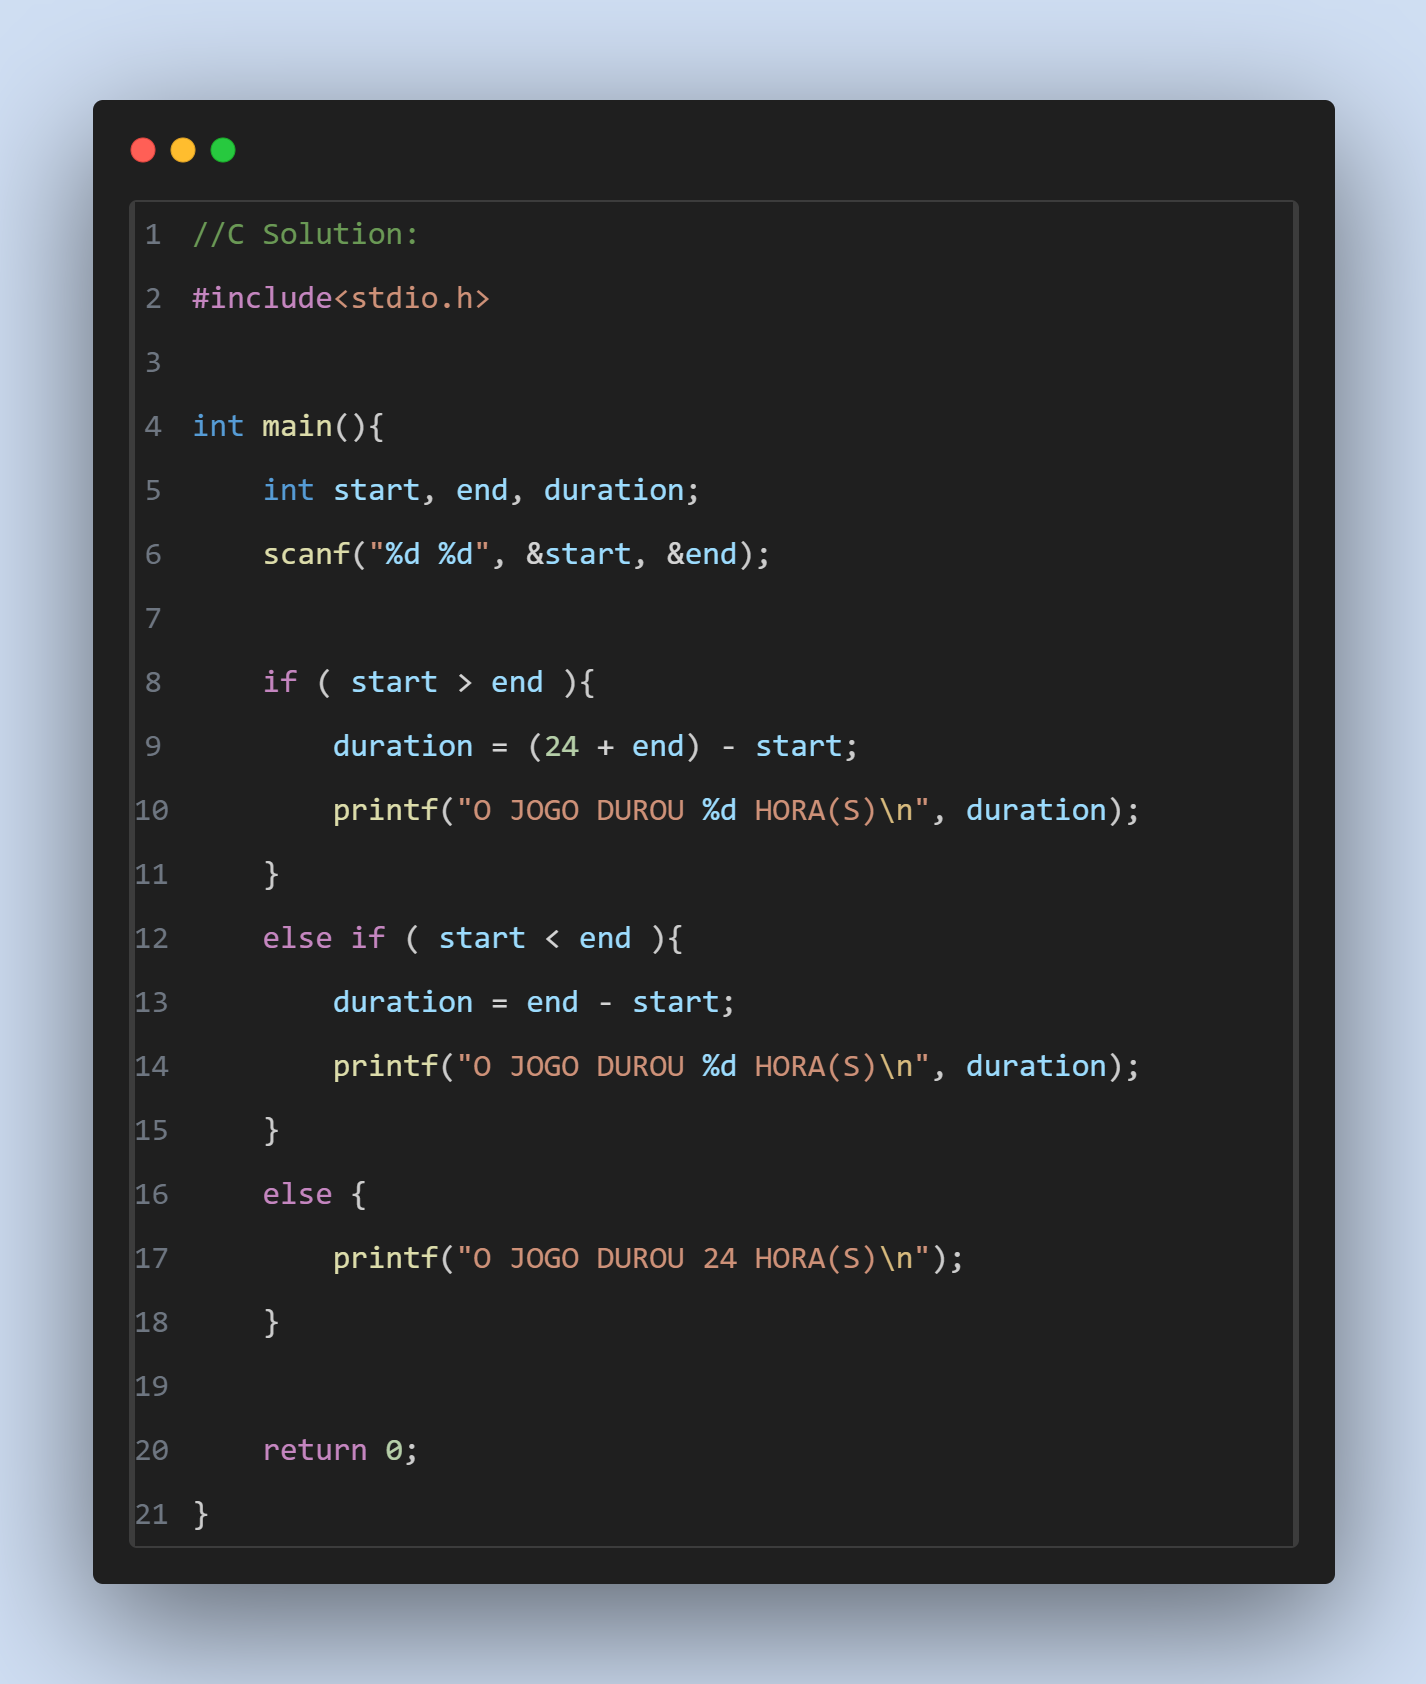 1 //C Solution:
2 #include<stdio.h>
3
4 int main(){
5     int start, end, duration;
6     scanf("%d %d", &start, &end);
7
8     if ( start > end ){
9         duration = (24 + end) - start;
10         printf("O JOGO DUROU %d HORA(S)\n", duration);
11     }
12     else if ( start < end ){
13         duration = end - start;
14         printf("O JOGO DUROU %d HORA(S)\n", duration);
15     }
16     else {
17         printf("O JOGO DUROU 24 HORA(S)\n");
18     }
19
20     return 0;
21 }